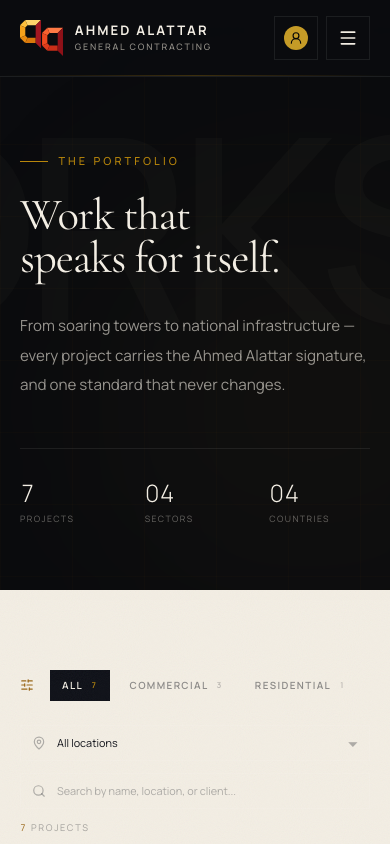 AHMED ALATTAR
GENERAL CONTRACTING
THE PORTFOLIO
Work that
speaks for itself.
From soaring towers to national infrastructure —
every project carries the Ahmed Alattar signature,
and one standard that never changes.
7 04 04
PROJECTS SECTORS COUNTRIES
ALL 7 COMMERCIAL 3 RESIDENTIAL 1
All locations
Search by name, location, or client...
7 PROJECTS